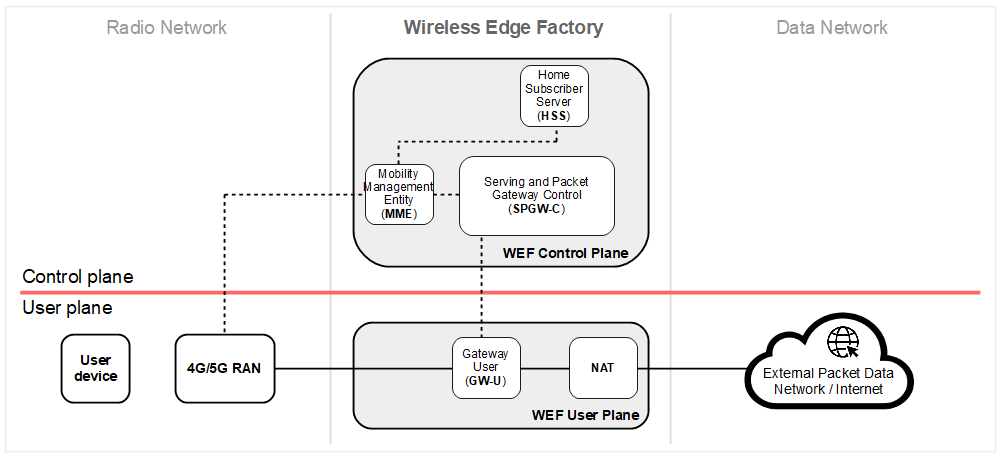 Radio Network
Wireless Edge Factory
Data Network
Home
Subscriber
Server
(HSS)
Mobility
Management
Entity
(MME)
Serving and Packet
Gateway Control
(SPGW-C)
WEF Control Plane
Control plane
User plane
User
device
4G/5G RAN
Gateway
User
(GW-U)
NAT
WEF User Plane
External Packet Data
Network / Internet